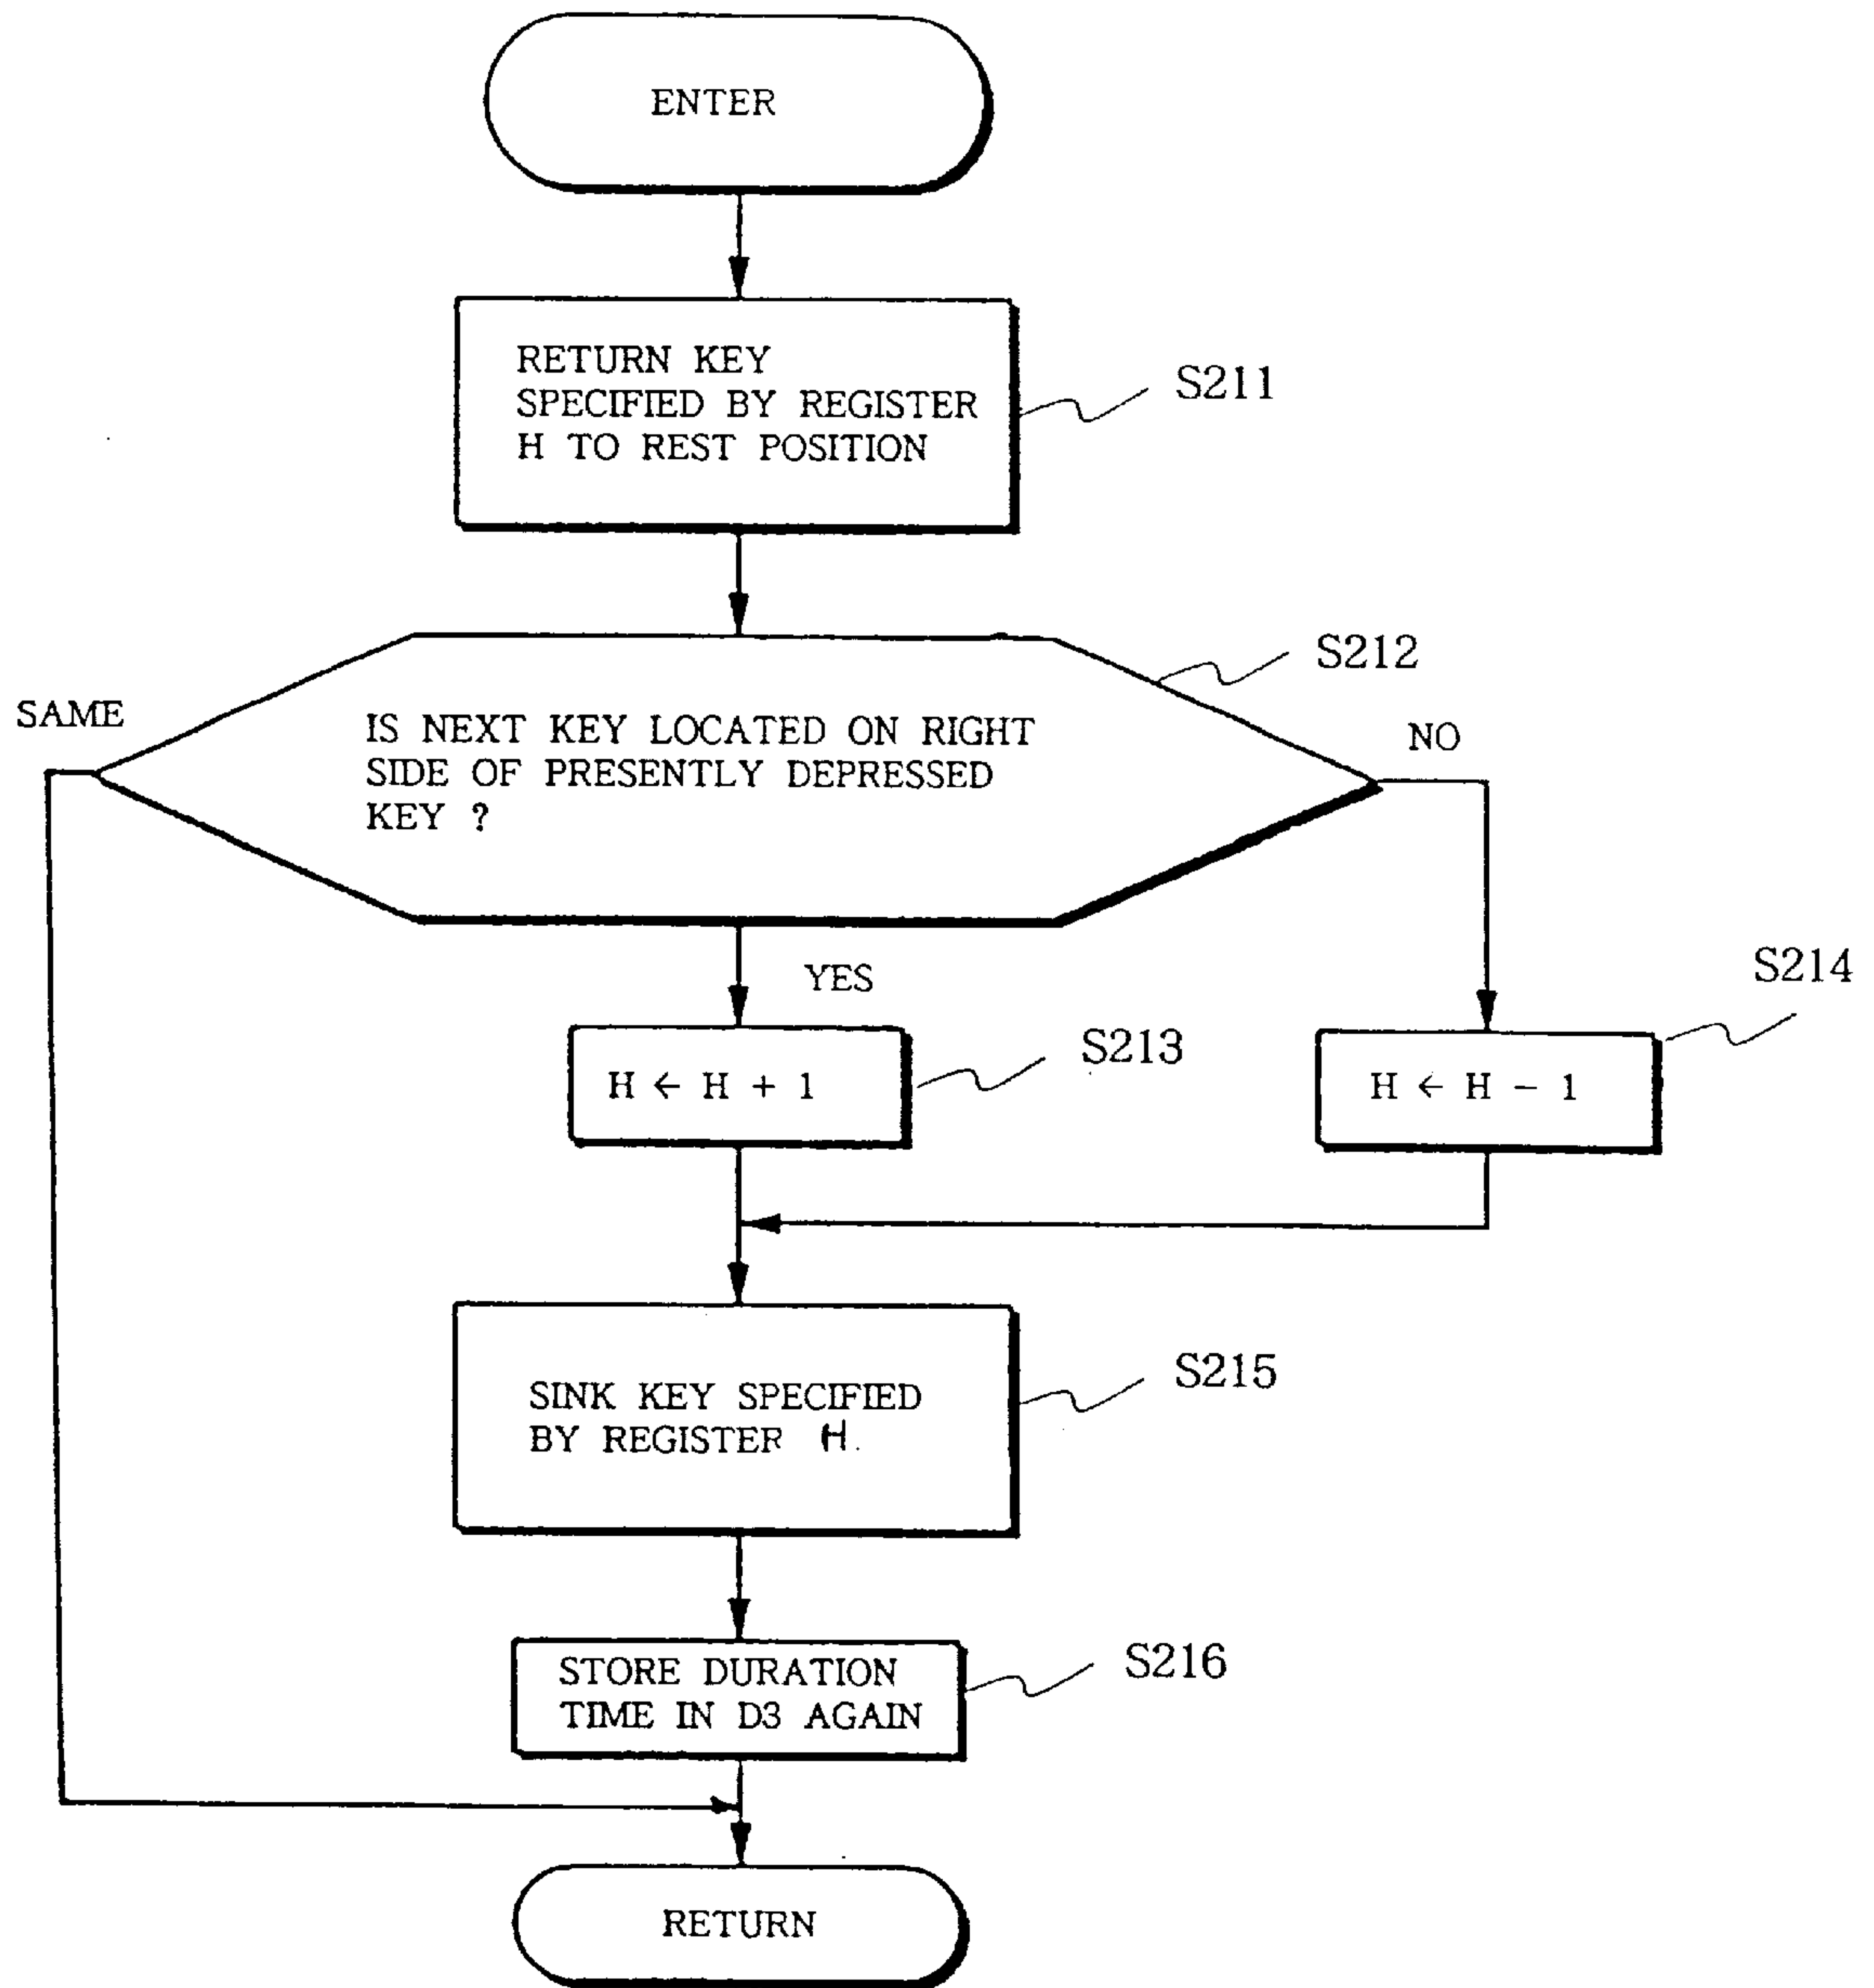 ENTER
RETURN KEY
SPECIFIED BY REGISTER
H TO REST POSITION
S211
S212
SAME
IS NEXT KEY LOCATED ON RIGHT
SIDE OF PRESENTLY DEPRESSED
KEY ?
NO
YES
S213
H ← H + 1
S214
H ← H - 1
SINK KEY SPECIFIED
BY REGISTER H.
S215
STORE DURATION
TIME IN D3 AGAIN
S216
RETURN